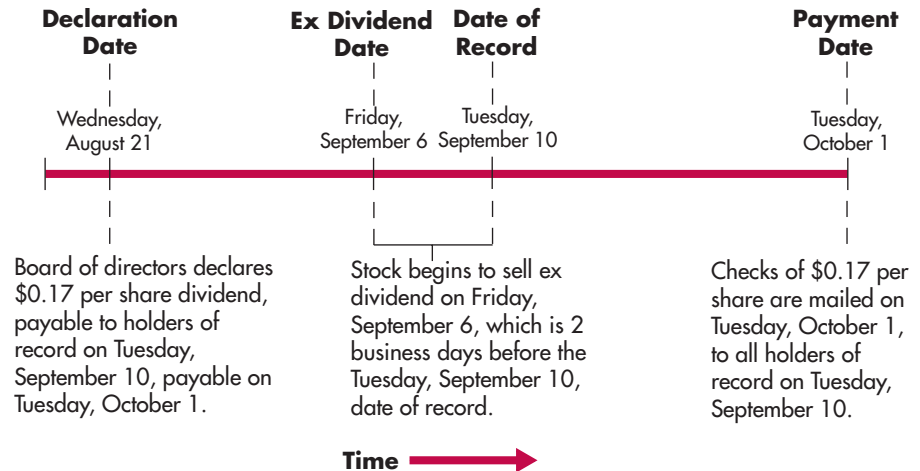 Declaration
Date
Ex Dividend
Date
Date of
Record
Payment
Date
Wednesday,
August 21
Friday,
September 6
Tuesday,
September 10
Tuesday,
October 1
Board of directors declares
$0.17 per share dividend,
payable to holders of
record on Tuesday,
September 10, payable on
Tuesday, October 1.
Stock begins to sell ex
dividend on Friday,
September 6, which is 2
business days before the
Tuesday, September 10,
date of record.
Checks of $0.17 per
share are mailed on
Tuesday, October 1,
to all holders of
record on Tuesday,
September 10.
Time